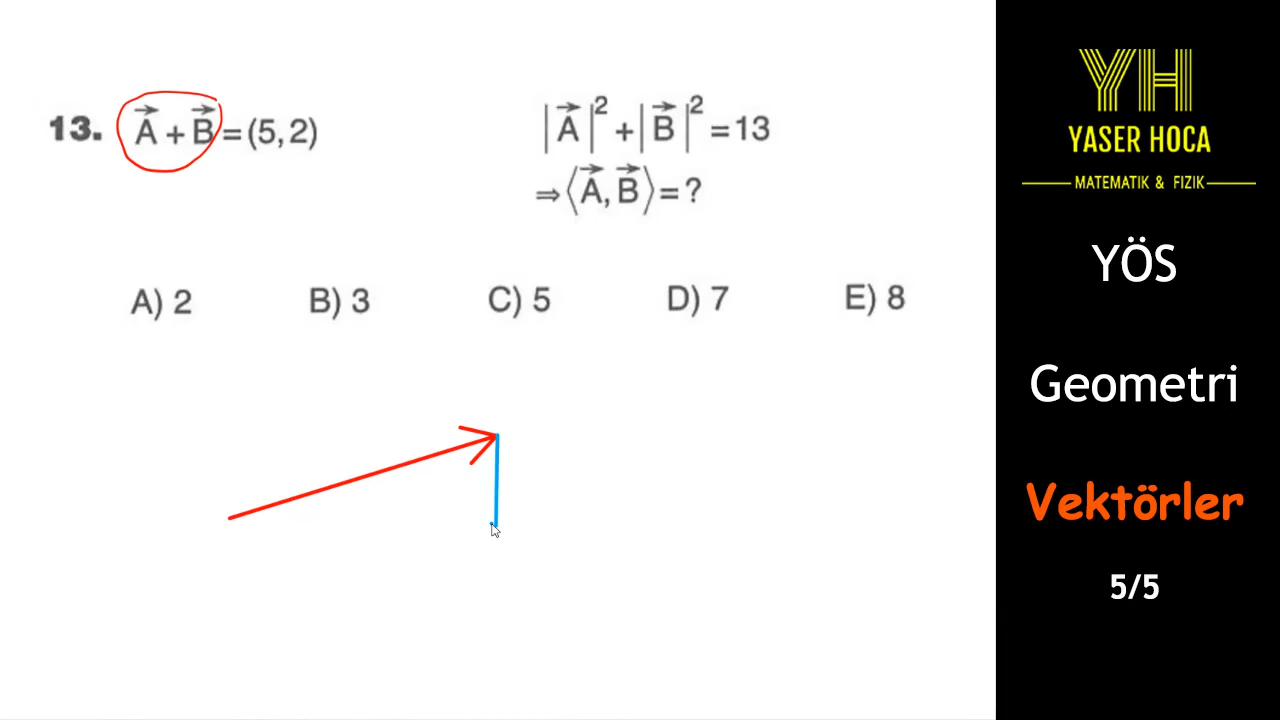 13. A⃗ + B⃗ = (5, 2)
|A⃗|² + |B⃗|² = 13
⇒ ⟨A⃗, B⃗⟩ = ?
A) 2 B) 3 C) 5 D) 7 E) 8
YH
YASER HOCA
MATEMATIK & FIZIK
YÖS
Geometri
Vektörler
5/5